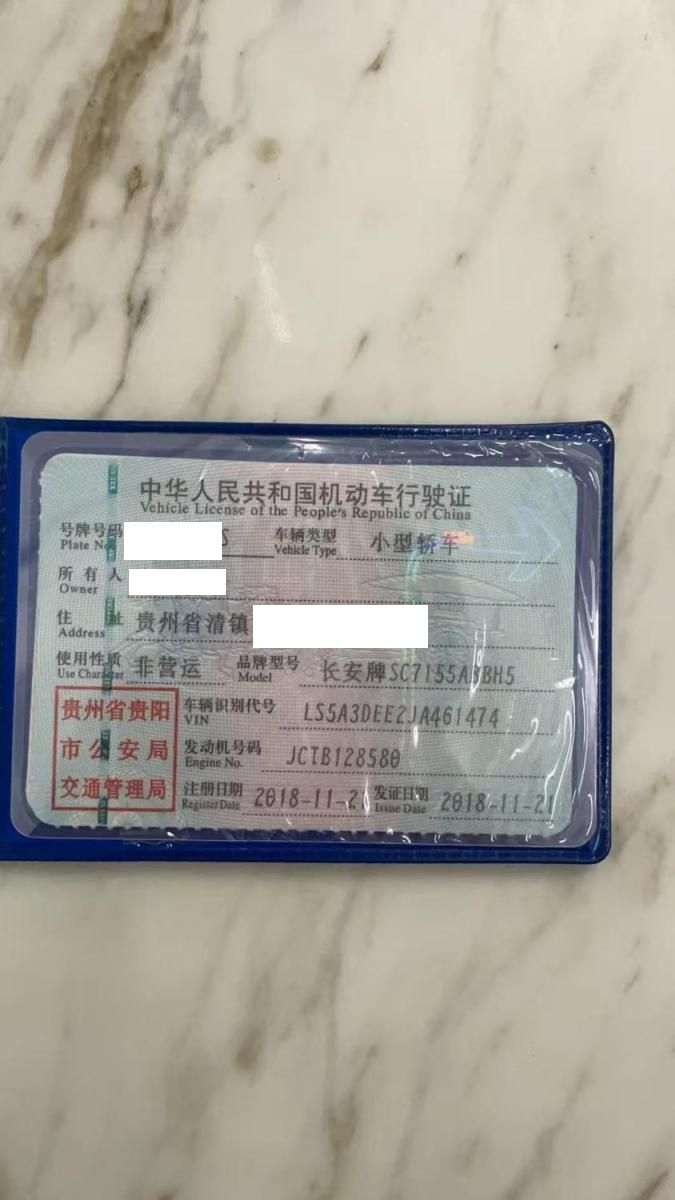 中华人民共和国机动车行驶证
Vehicle License of the People's Republic of China
号牌号码 S 车辆类型 小型轿车
Plate No. Vehicle Type
所有人
Owner
住址 贵州省清镇
Address
使用性质 非营运 品牌型号 长安牌SC7155ABBH5
Use Character Model
贵州省贵阳
市公安局
交通管理局
车辆识别代号 LS5A3DEE2JA461474
VIN
发动机号码 JCTB128580
Engine No.
注册日期 2018-11-21 发证日期 2018-11-21
Register Date Issue Date